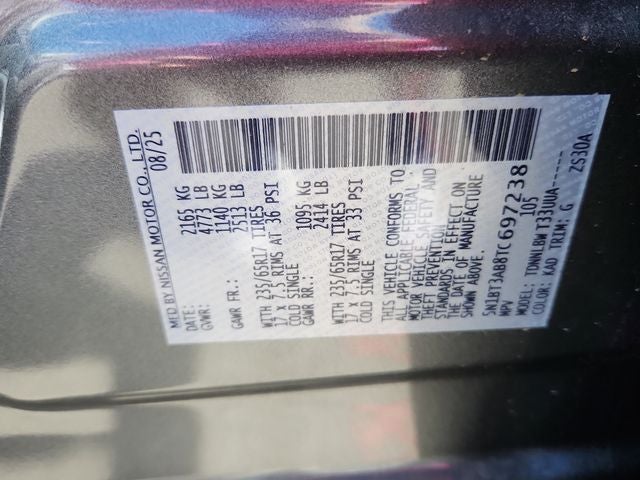 MFD BY NISSAN MOTOR CO., LTD.
DATE: 08/25
GVWR: 2165 KG
4773 LB
GAWR FR.: 1140 KG
2513 LB
WITH 235/65R17 TIRES
17 X 7.5 RIMS AT 36 PSI
COLD SINGLE
GAWR RR.: 1095 KG
2414 LB
WITH 235/65R17 TIRES
17 X 7.5 RIMS AT 33 PSI
COLD SINGLE
THIS VEHICLE CONFORMS TO
ALL APPLICABLE FEDERAL
MOTOR VEHICLE SAFETY AND
THEFT PREVENTION
STANDARDS IN EFFECT ON
THE DATE OF MANUFACTURE
SHOWN ABOVE.
5N1BT3AB8TC697238
MPV 105
MODEL: TDNNLBW T33UUA------
COLOR: KAD TRIM: G ZS30A